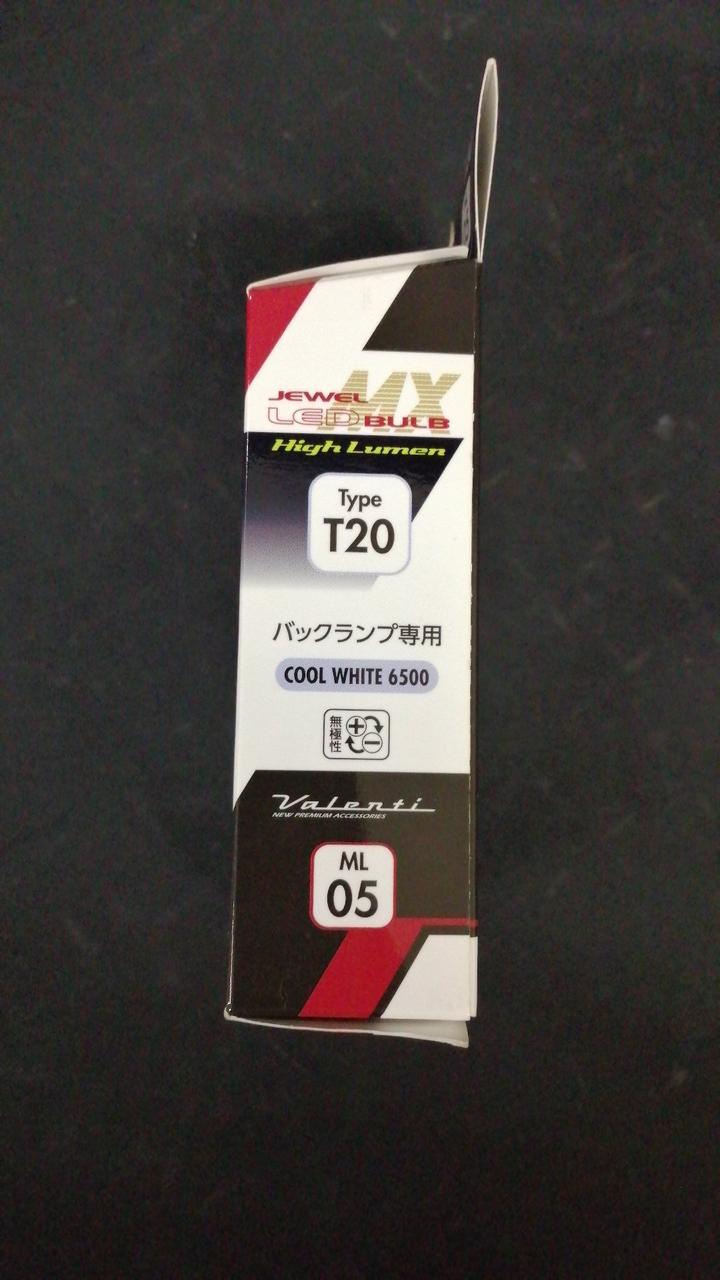 JEWEL MX
LED BULB
High Lumen
Type
T20
バックランプ専用
COOL WHITE 6500
無極性
+
−
Valenti
NEW PREMIUM ACCESSORIES
ML
05